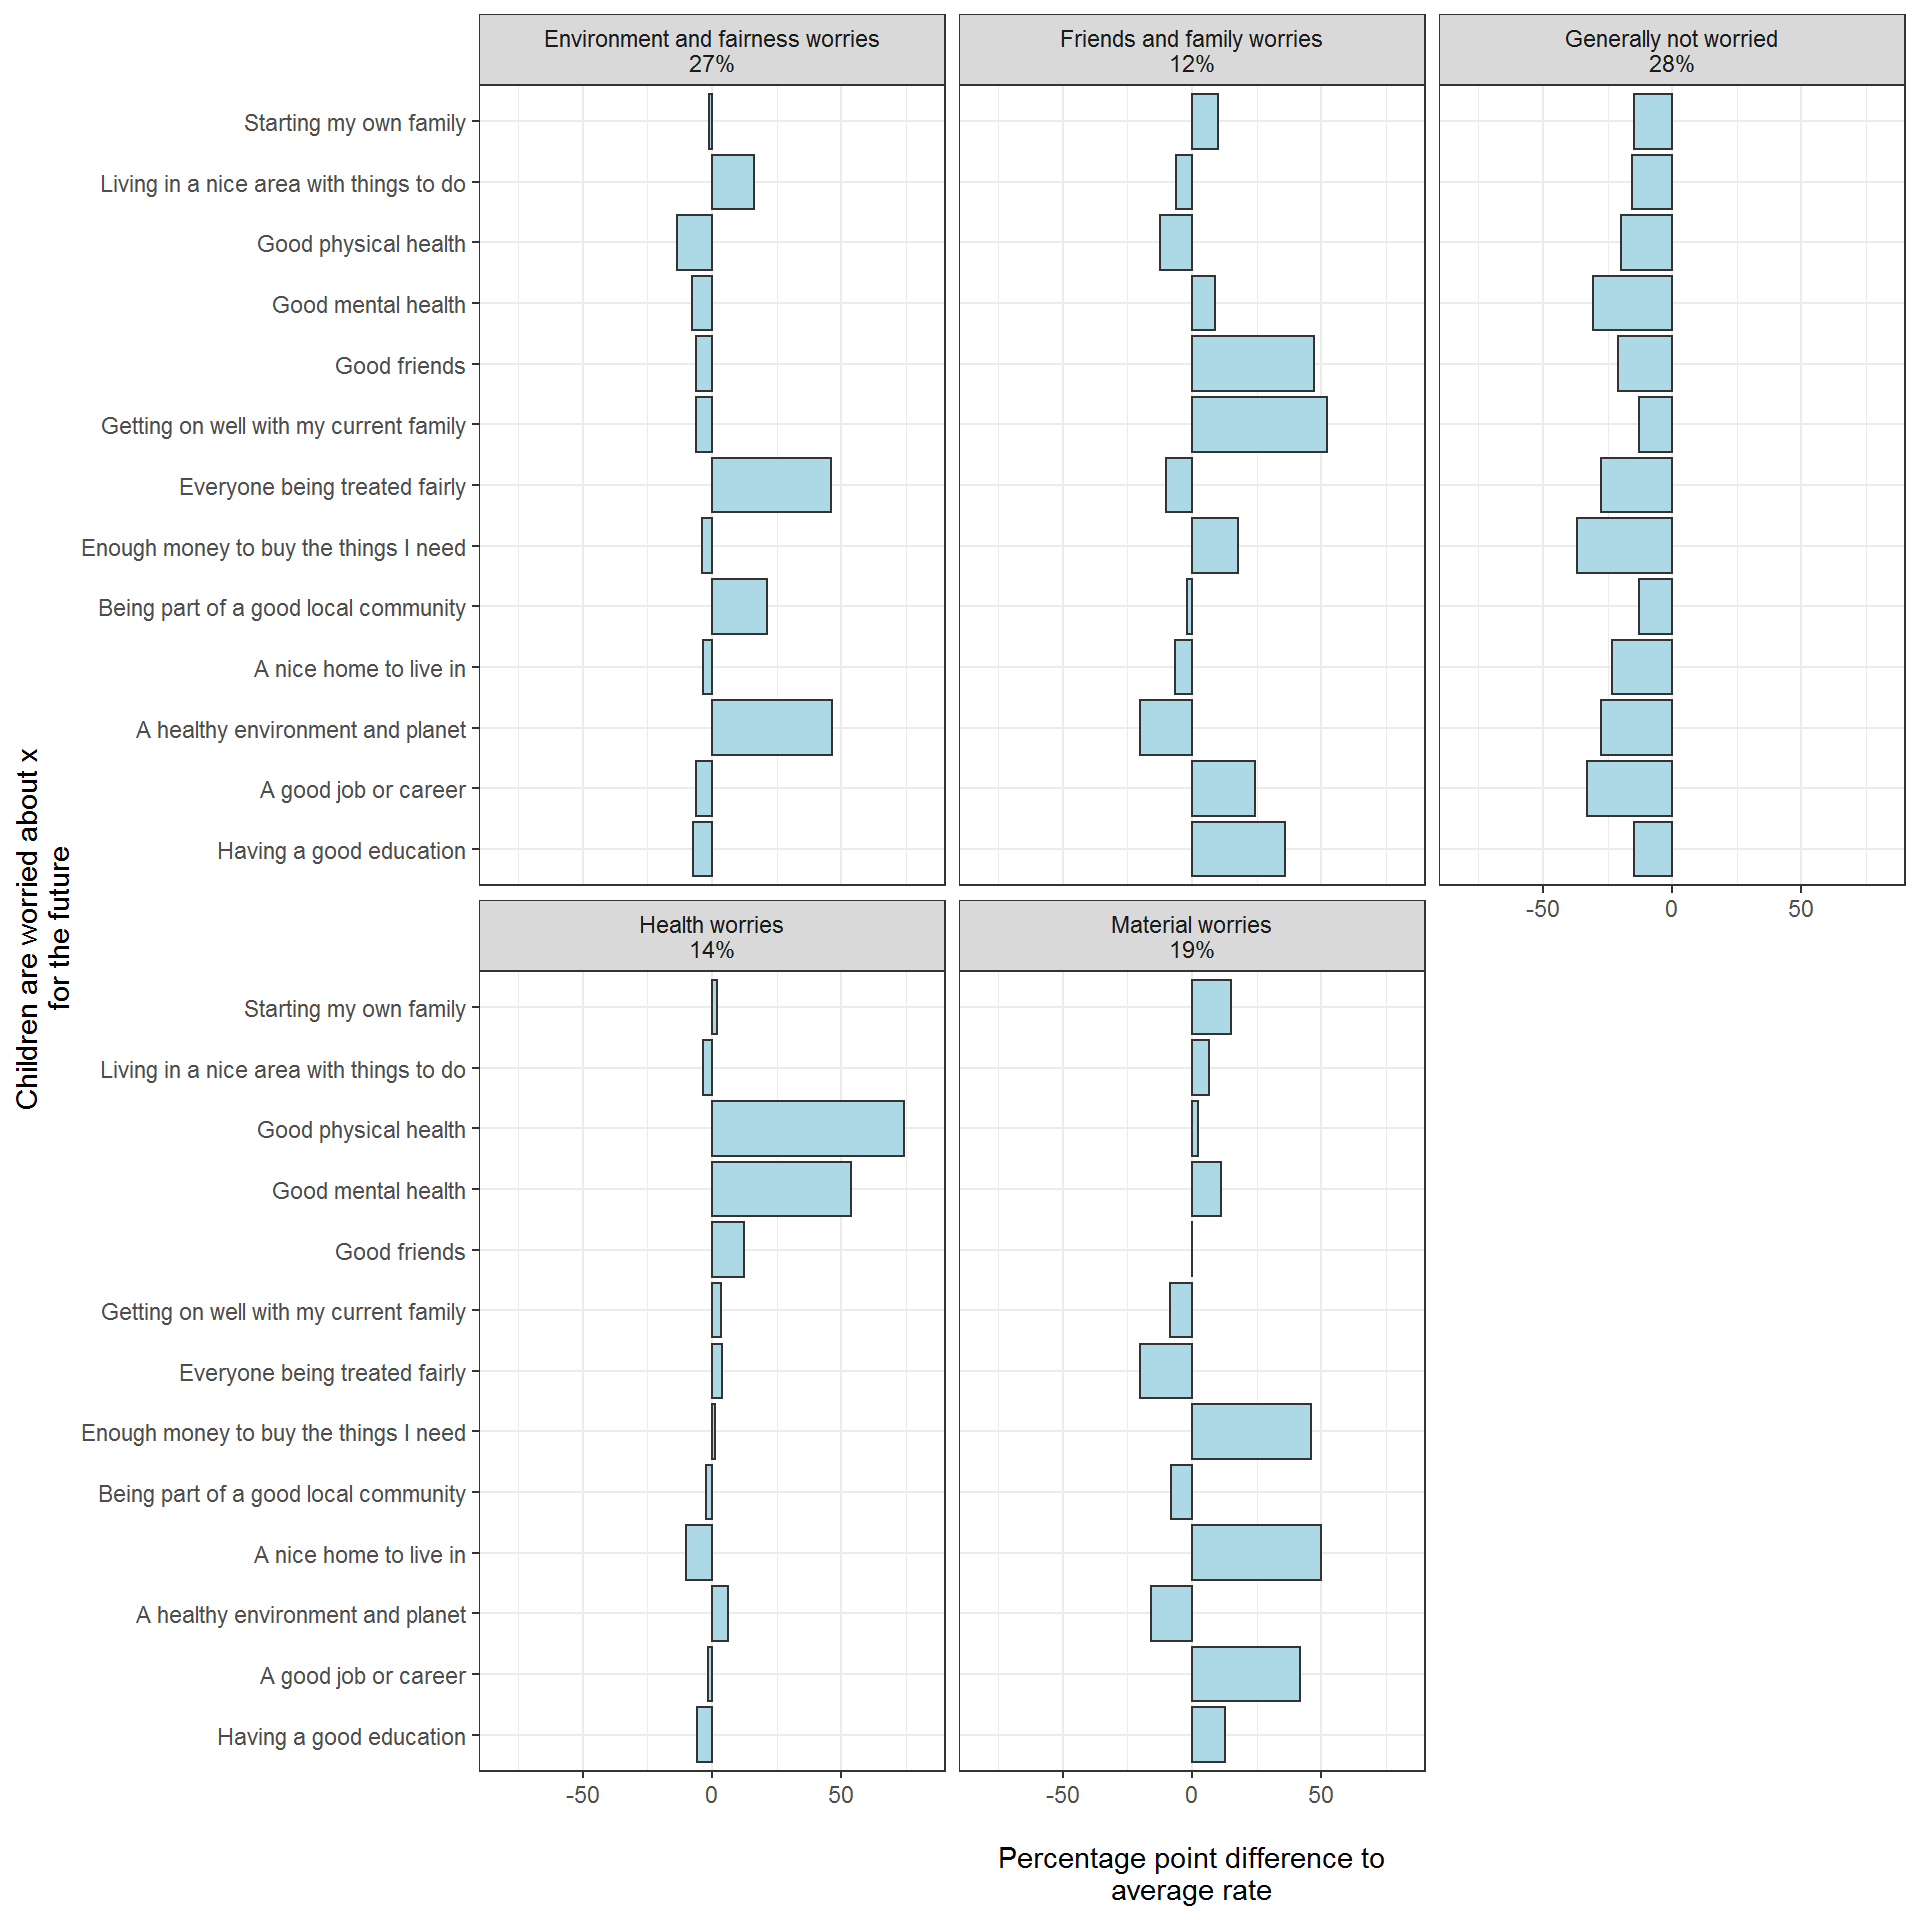 Environment and fairness worries
27%
Friends and family worries
12%
Generally not worried
28%
Starting my own family
Living in a nice area with things to do
Good physical health
Good mental health
Good friends
Getting on well with my current family
Everyone being treated fairly
Enough money to buy the things I need
Being part of a good local community
A nice home to live in
A healthy environment and planet
A good job or career
Having a good education
-50 0 50
Children are worried about x
for the future
Health worries
14%
Material worries
19%
Starting my own family
Living in a nice area with things to do
Good physical health
Good mental health
Good friends
Getting on well with my current family
Everyone being treated fairly
Enough money to buy the things I need
Being part of a good local community
A nice home to live in
A healthy environment and planet
A good job or career
Having a good education
-50 0 50
-50 0 50
Percentage point difference to
average rate